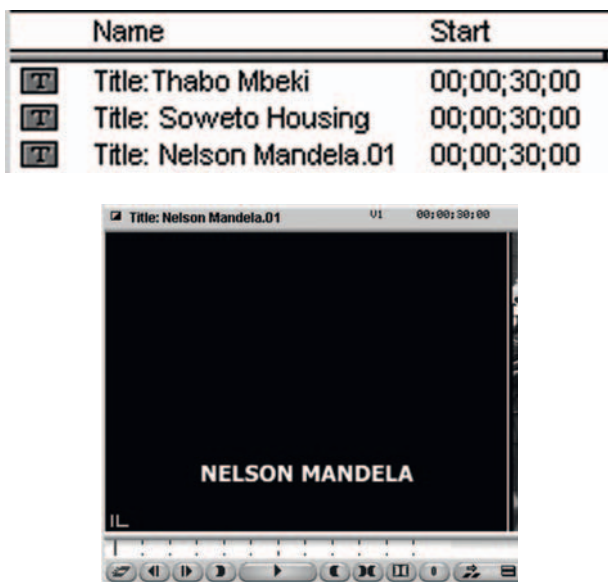 Name Start
Title: Thabo Mbeki 00;00;30;00
Title: Soweto Housing 00;00;30;00
Title: Nelson Mandela.01 00;00;30;00
Title: Nelson Mandela.01 V1 00;00;30;00
NELSON MANDELA